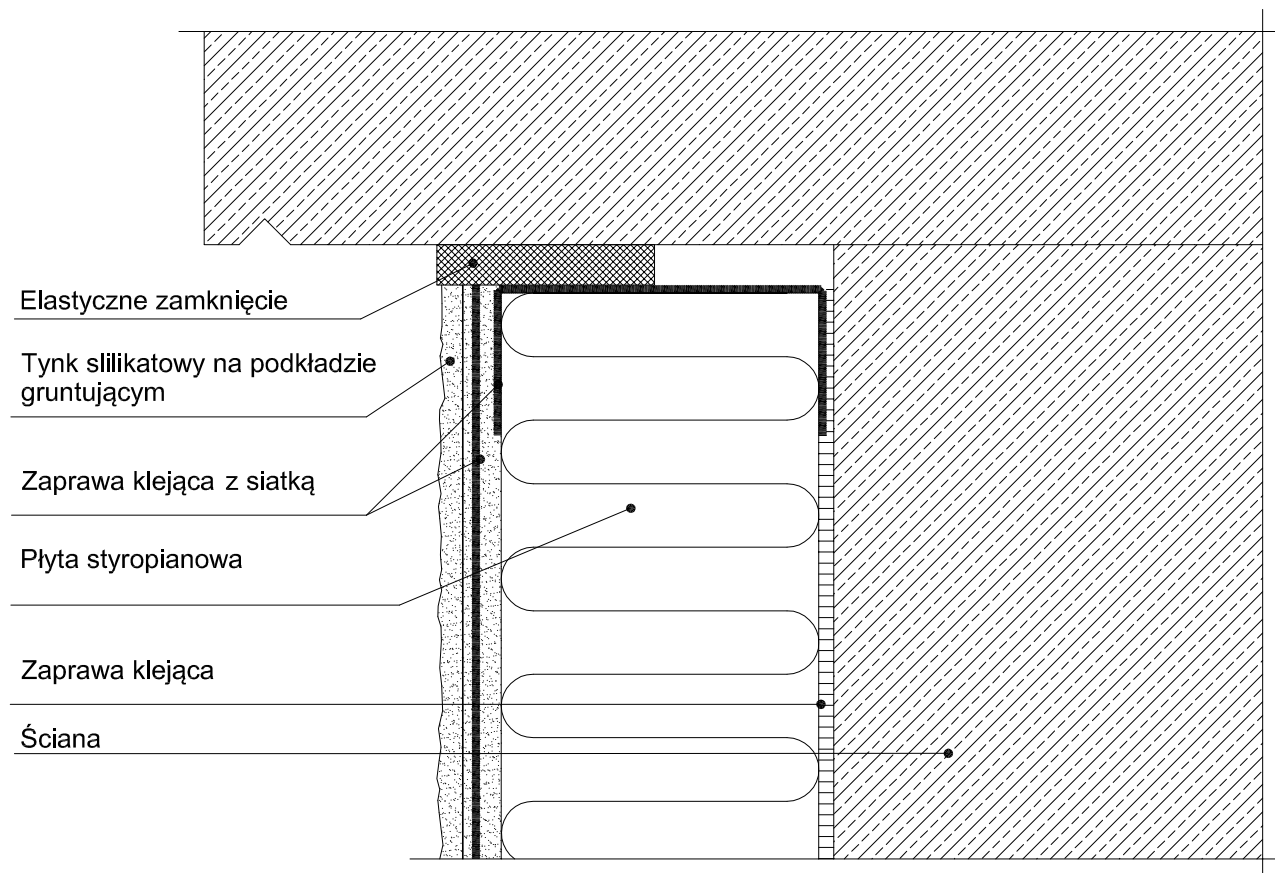 Elastyczne zamknięcie
Tynk slilikatowy na podkładzie
gruntującym
Zaprawa klejąca z siatką
Płyta styropianowa
Zaprawa klejąca
Ściana